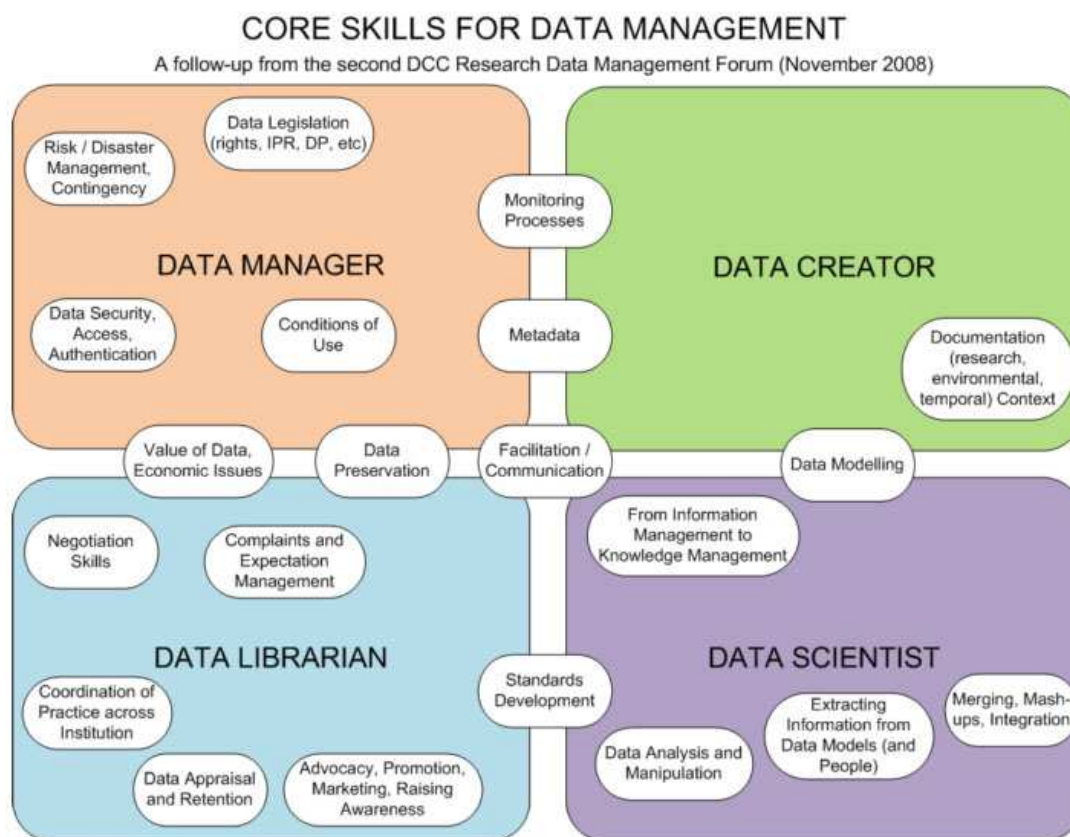 CORE SKILLS FOR DATA MANAGEMENT
A follow-up from the second DCC Research Data Management Forum (November 2008)
Data Legislation
(rights, IPR, DP, etc)
Risk / Disaster
Management,
Contingency
Monitoring
Processes
DATA MANAGER
DATA CREATOR
Data Security,
Access,
Authentication
Conditions of
Use
Metadata
Documentation
(research,
environmental,
temporal) Context
Value of Data,
Economic Issues
Data
Preservation
Facilitation /
Communication
Data Modelling
Negotiation
Skills
Complaints and
Expectation
Management
From Information
Management to
Knowledge Management
DATA LIBRARIAN
DATA SCIENTIST
Coordination of
Practice across
Institution
Standards
Development
Extracting
Information from
Data Models (and
People)
Merging, Mash-
ups, Integration
Data Analysis and
Manipulation
Data Appraisal
and Retention
Advocacy, Promotion,
Marketing, Raising
Awareness